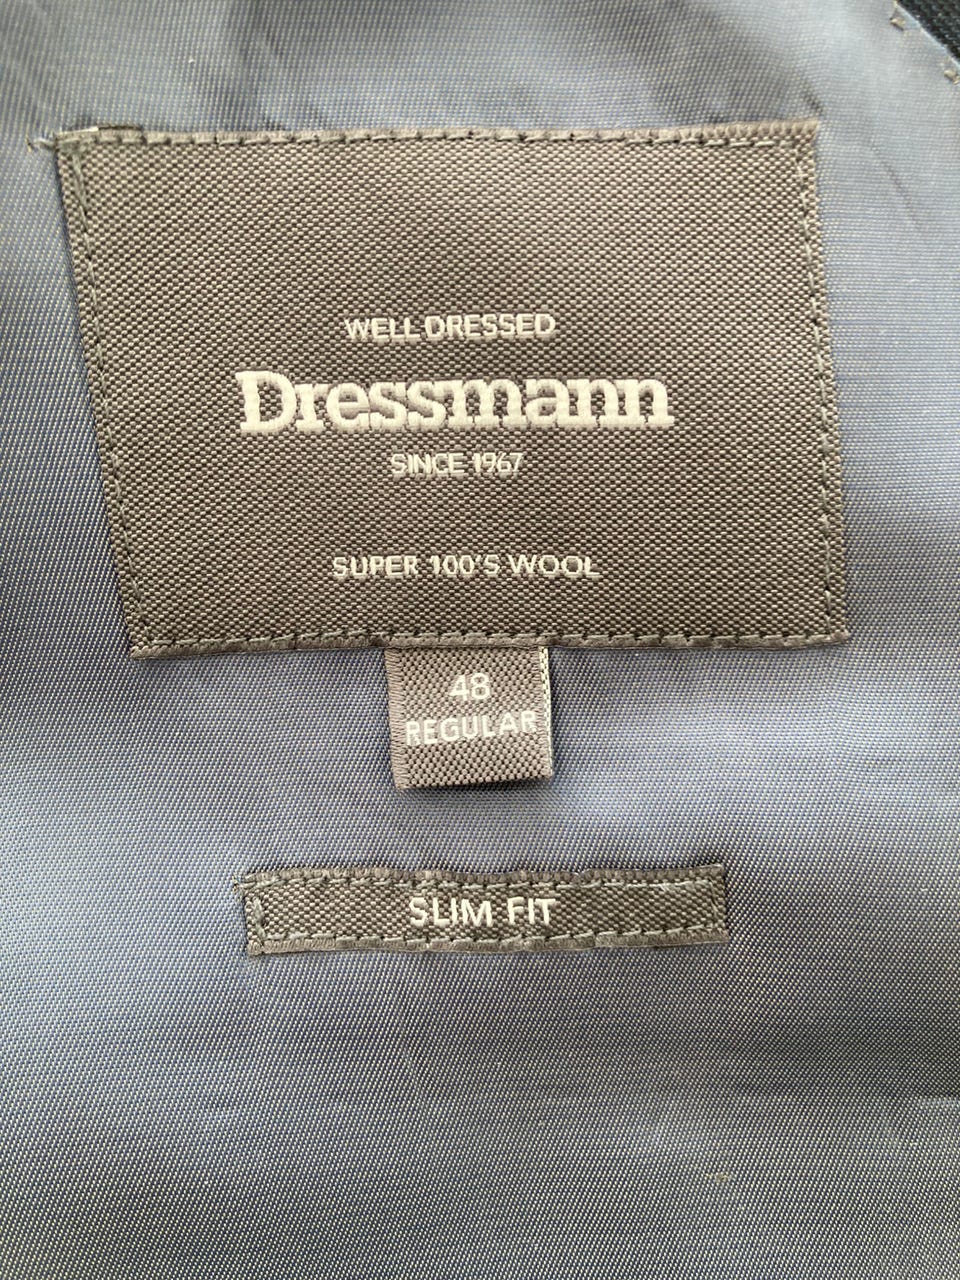 WELL DRESSED
Dressmann
SINCE 1967
SUPER 100'S WOOL
48
REGULAR
SLIM FIT